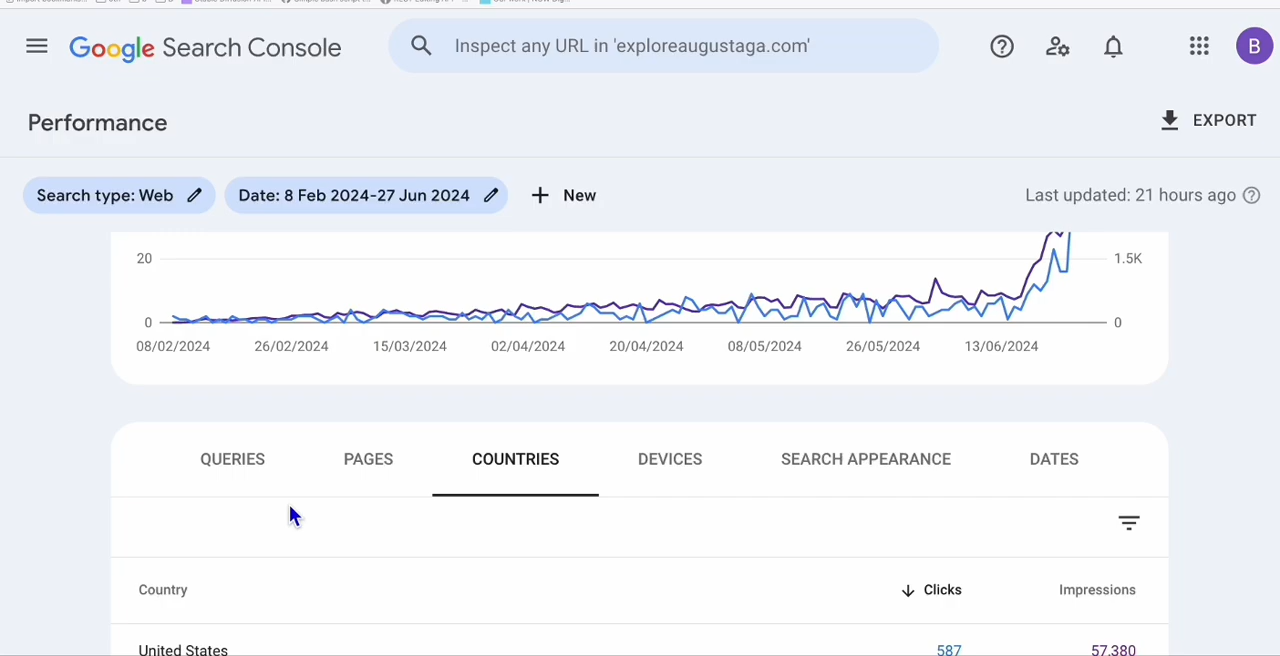 Google Search Console
Inspect any URL in 'exploreaugustaga.com'
B
Performance
EXPORT
Search type: Web
Date: 8 Feb 2024-27 Jun 2024
+ New
Last updated: 21 hours ago
20
1.5K
0
0
08/02/2024 26/02/2024 15/03/2024 02/04/2024 20/04/2024 08/05/2024 26/05/2024 13/06/2024
QUERIES PAGES COUNTRIES DEVICES SEARCH APPEARANCE DATES
Country Clicks Impressions
United States 587 57,380